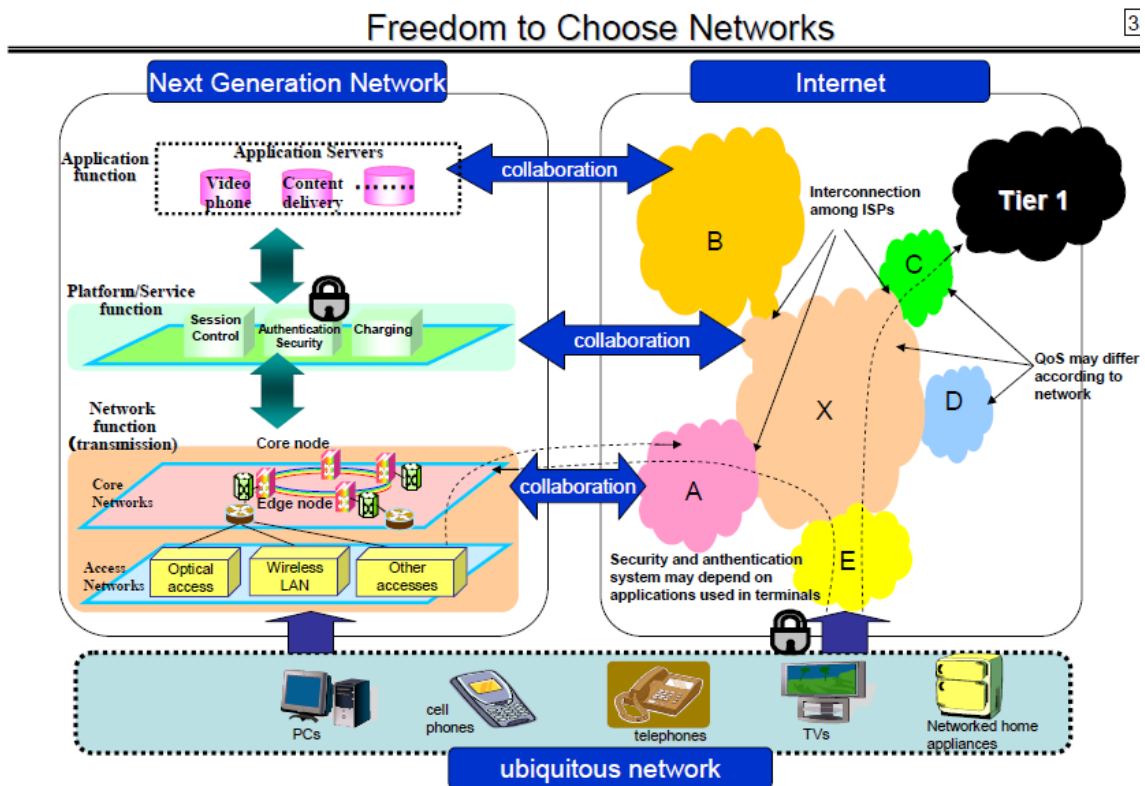 Freedom to Choose Networks
3
Next Generation Network
Internet
Application
function
Application Servers
Video
phone
Content
delivery
.......
collaboration
B
Interconnection
among ISPs
Tier 1
C
Platform/Service
function
Session
Control
Authentication
Security
Charging
collaboration
QoS may differ
according to
network
D
X
Network
function
(transmission)
Core node
Core
Networks
Edge node
collaboration
A
Access
Networks
Optical
access
Wireless
LAN
Other
accesses
Security and anthentication
system may depend on
applications used in terminals
E
PCs
cell
phones
telephones
TVs
Networked home
appliances
ubiquitous network